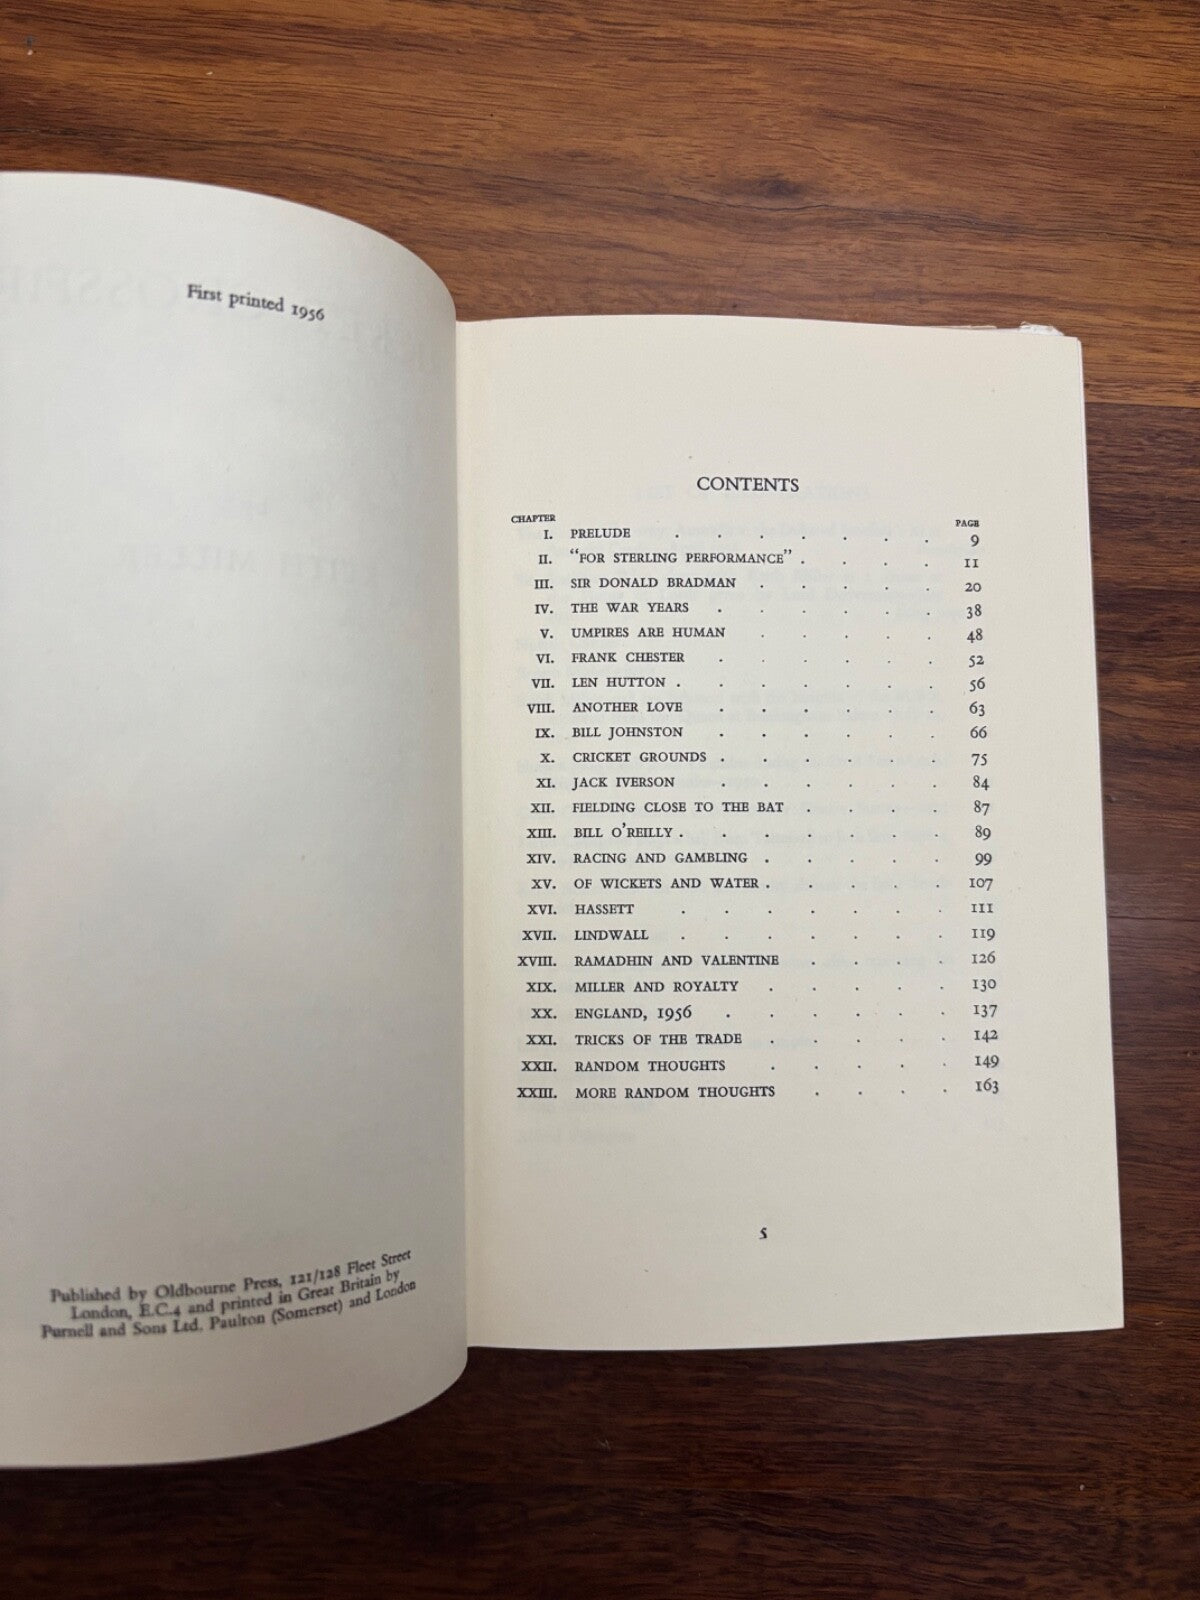 First printed 1956
Published by Oldbourne Press, 121/128 Fleet Street
London, E.C.4 and printed in Great Britain by
Purnell and Sons Ltd. Paulton (Somerset) and London
CONTENTS
CHAPTER PAGE
I. PRELUDE . . . . . . . 9
II. "FOR STERLING PERFORMANCE" . . . . 11
III. SIR DONALD BRADMAN . . . . . 20
IV. THE WAR YEARS . . . . . . 38
V. UMPIRES ARE HUMAN . . . . . 48
VI. FRANK CHESTER . . . . . . 52
VII. LEN HUTTON . . . . . . . 56
VIII. ANOTHER LOVE . . . . . . 63
IX. BILL JOHNSTON . . . . . . 66
X. CRICKET GROUNDS . . . . . . 75
XI. JACK IVERSON . . . . . . 84
XII. FIELDING CLOSE TO THE BAT . . . . 87
XIII. BILL O'REILLY . . . . . . . 89
XIV. RACING AND GAMBLING . . . . . 99
XV. OF WICKETS AND WATER . . . . . 107
XVI. HASSETT . . . . . . . 111
XVII. LINDWALL . . . . . . . 119
XVIII. RAMADHIN AND VALENTINE . . . . 126
XIX. MILLER AND ROYALTY . . . . . 130
XX. ENGLAND, 1956 . . . . . . 137
XXI. TRICKS OF THE TRADE . . . . . 142
XXII. RANDOM THOUGHTS . . . . . 149
XXIII. MORE RANDOM THOUGHTS . . . . 163
5